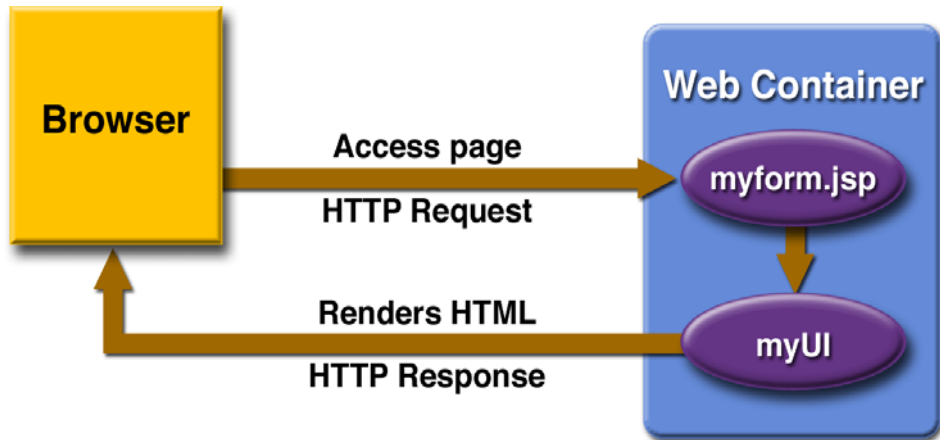 Browser
Web Container
Access page
myform.jsp
HTTP Request
Renders HTML
myUI
HTTP Response